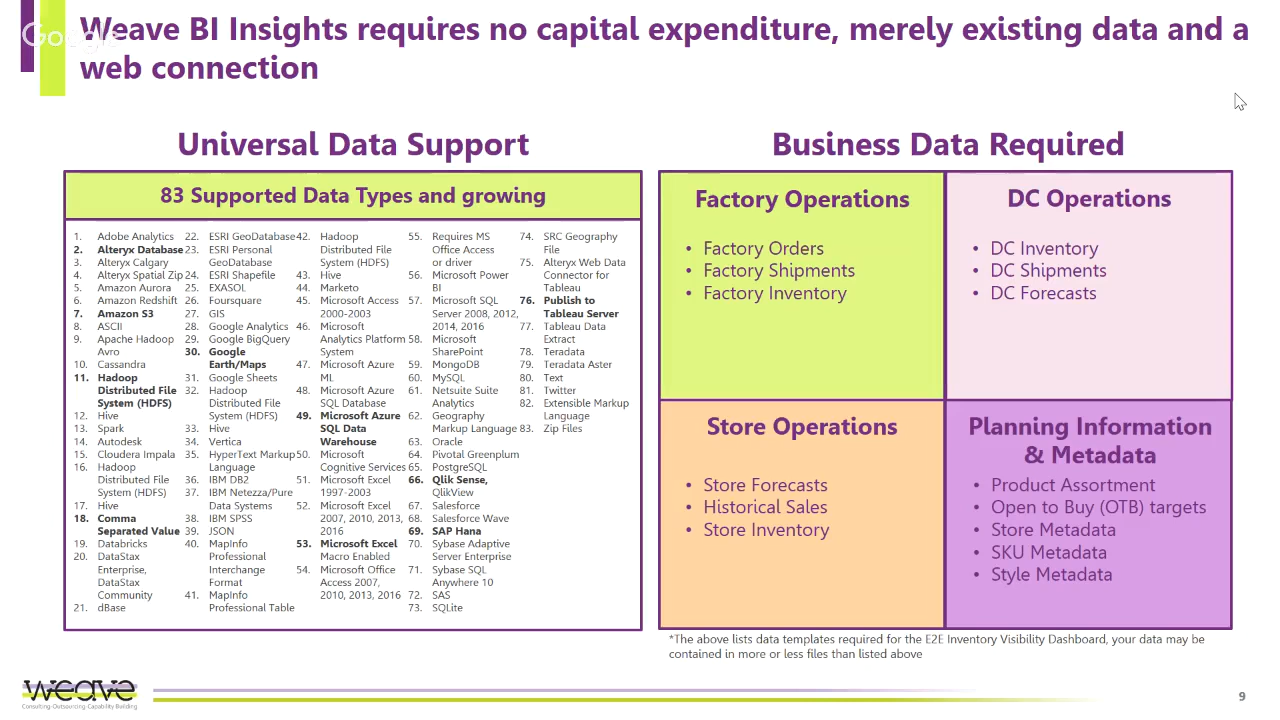 Google
Weave BI Insights requires no capital expenditure, merely existing data and a
web connection
Universal Data Support
83 Supported Data Types and growing
1. Adobe Analytics
2. Alteryx Database
3. Alteryx Calgary
4. Alteryx Spatial Zip
5. Amazon Aurora
6. Amazon Redshift
7. Amazon S3
8. ASCII
9. Apache Hadoop
Avro
10. Cassandra
11. Hadoop
Distributed File
System (HDFS)
12. Hive
13. Spark
14. Autodesk
15. Cloudera Impala
16. Hadoop
Distributed File
System (HDFS)
17. Hive
18. Comma
Separated Value
19. Databricks
20. DataStax
Enterprise,
DataStax
Community
21. dBase
22. ESRI GeoDatabase
23. ESRI Personal
GeoDatabase
24. ESRI Shapefile
25. EXASOL
26. Foursquare
27. GIS
28. Google Analytics
29. Google BigQuery
30. Google
Earth/Maps
31. Google Sheets
32. Hadoop
Distributed File
System (HDFS)
33. Hive
34. Vertica
35. HyperText Markup
Language
36. IBM DB2
37. IBM Netezza/Pure
Data Systems
38. IBM SPSS
39. JSON
40. MapInfo
Professional
Interchange
Format
41. MapInfo
Professional Table
42. Hadoop
Distributed File
System (HDFS)
43. Hive
44. Marketo
45. Microsoft Access
2000-2003
46. Microsoft
Analytics Platform
System
47. Microsoft Azure
ML
48. Microsoft Azure
SQL Database
49. Microsoft Azure
SQL Data
Warehouse
50. Microsoft
Cognitive Services
51. Microsoft Excel
1997-2003
52. Microsoft Excel
2007, 2010, 2013,
2016
53. Microsoft Excel
Macro Enabled
54. Microsoft Office
Access 2007,
2010, 2013, 2016
55. Requires MS
Office Access
or driver
56. Microsoft Power
BI
57. Microsoft SQL
Server 2008, 2012,
2014, 2016
58. Microsoft
SharePoint
59. MongoDB
60. MySQL
61. Netsuite Suite
Analytics
62. Geography
Markup Language
63. Oracle
64. Pivotal Greenplum
65. PostgreSQL
66. Qlik Sense,
QlikView
67. Salesforce
68. Salesforce Wave
69. SAP Hana
70. Sybase Adaptive
Server Enterprise
71. Sybase SQL
Anywhere 10
72. SAS
73. SQLite
74. SRC Geography
File
75. Alteryx Web Data
Connector for
Tableau
76. Publish to
Tableau Server
77. Tableau Data
Extract
78. Teradata
79. Teradata Aster
80. Text
81. Twitter
82. Extensible Markup
Language
83. Zip Files
Business Data Required
Factory Operations
• Factory Orders
• Factory Shipments
• Factory Inventory
DC Operations
• DC Inventory
• DC Shipments
• DC Forecasts
Store Operations
• Store Forecasts
• Historical Sales
• Store Inventory
Planning Information
& Metadata
• Product Assortment
• Open to Buy (OTB) targets
• Store Metadata
• SKU Metadata
• Style Metadata
*The above lists data templates required for the E2E Inventory Visibility Dashboard, your data may be
contained in more or less files than listed above
weave
Consulting·Outsourcing·Capability Building
9